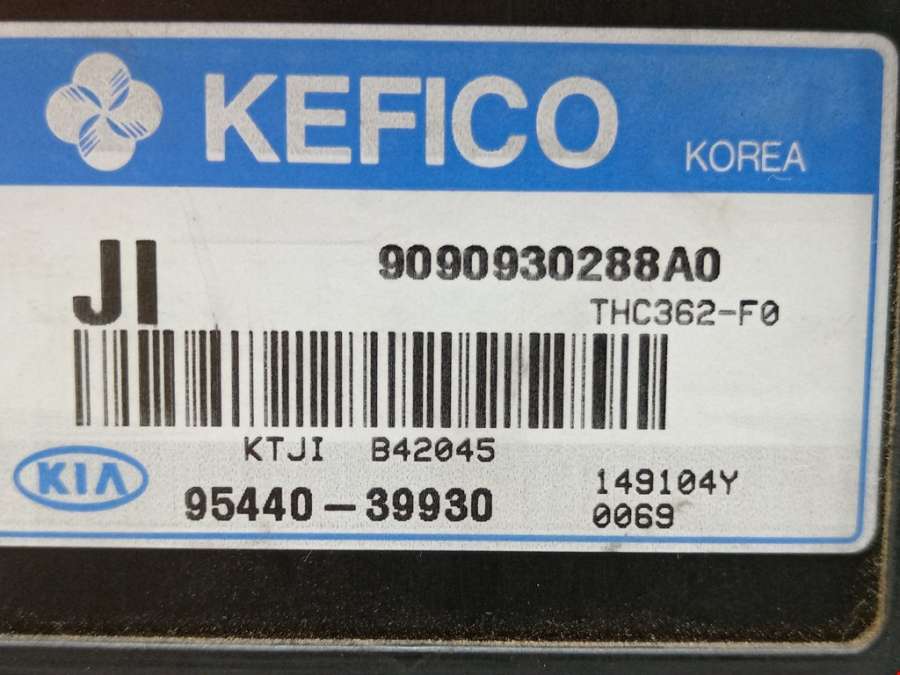 KEFICO
KOREA
JI
9090930288A0
THC362-F0
KTJI B42045
KIA
95440-39930
149104Y
0069